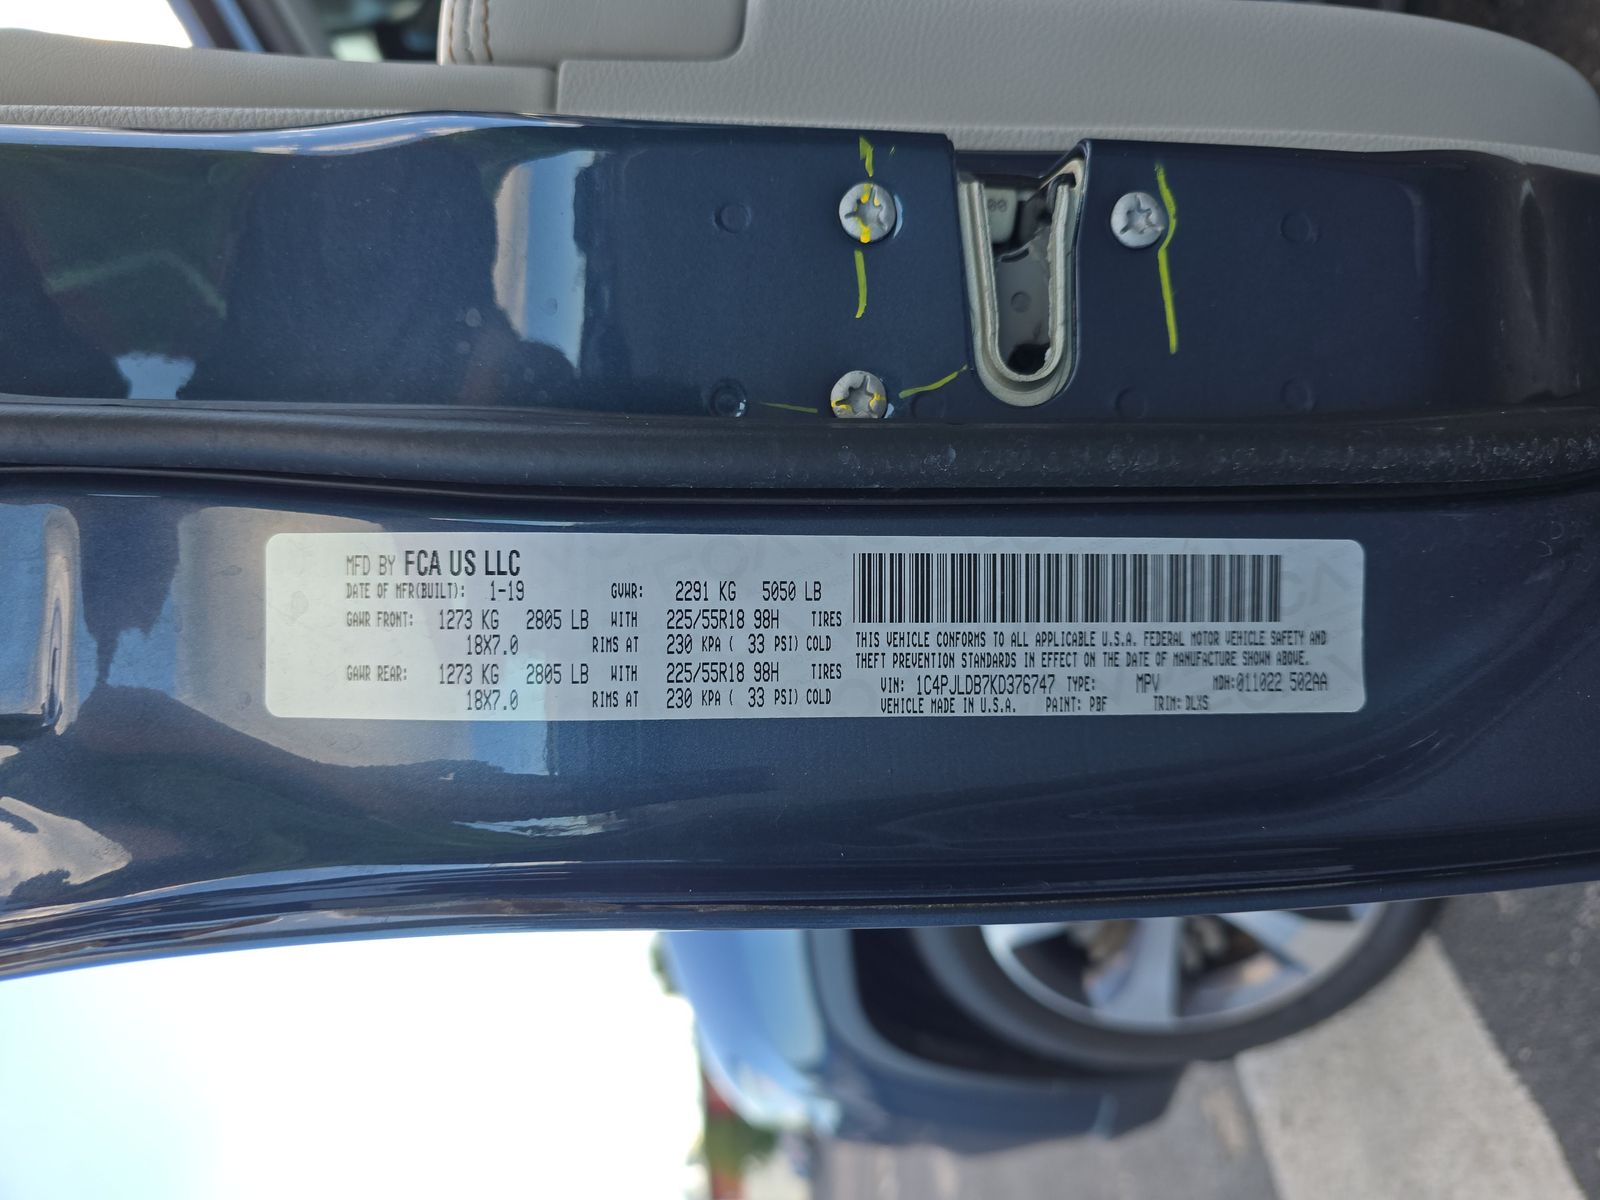 MFD BY FCA US LLC
DATE OF MFR(BUILT): 1-19 GVWR: 2291 KG 5050 LB
GAWR FRONT: 1273 KG 2805 LB WITH 225/55R18 98H TIRES
18X7.0 RIMS AT 230 KPA ( 33 PSI) COLD
GAWR REAR: 1273 KG 2805 LB WITH 225/55R18 98H TIRES
18X7.0 RIMS AT 230 KPA ( 33 PSI) COLD
THIS VEHICLE CONFORMS TO ALL APPLICABLE U.S.A. FEDERAL MOTOR VEHICLE SAFETY AND
THEFT PREVENTION STANDARDS IN EFFECT ON THE DATE OF MANUFACTURE SHOWN ABOVE.
VIN: 1C4PJLDB7KD376747 TYPE: MPV MDH:011022 502AA
VEHICLE MADE IN U.S.A. PAINT: PBF TRIM: DLXS